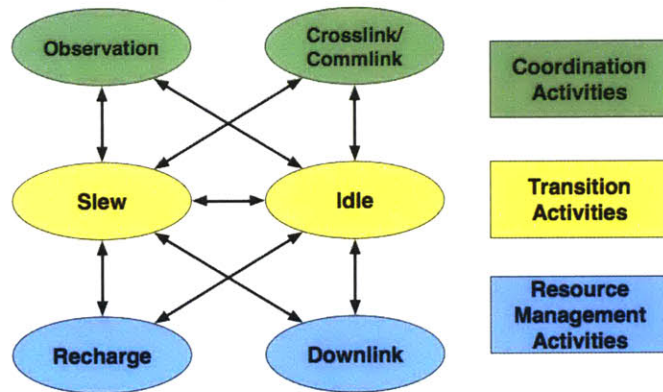 Observation
Crosslink/
Commlink
Coordination
Activities
Slew
Idle
Transition
Activities
Recharge
Downlink
Resource
Management
Activities